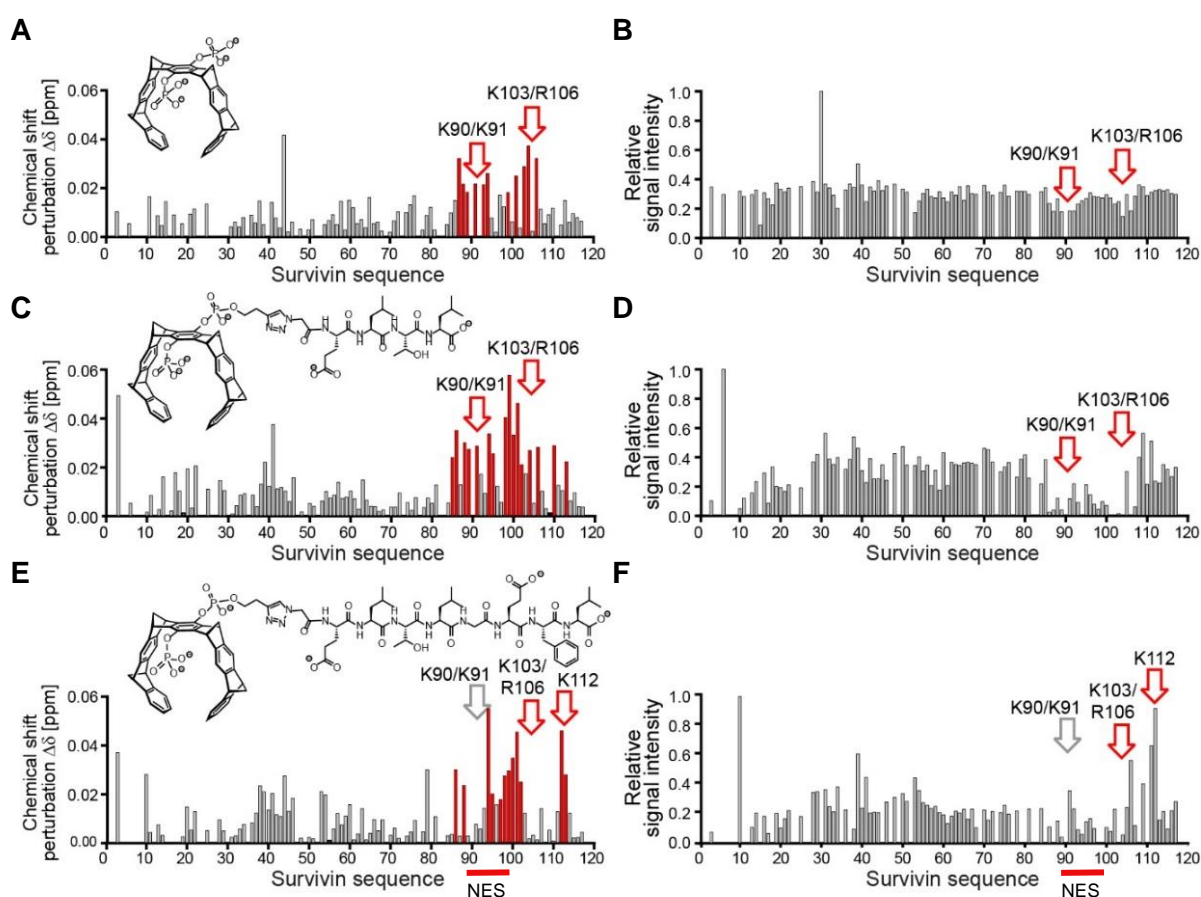 A
Chemical shift
perturbation Δδ [ppm]
0.06
0.04
0.02
0.00
0 10 20 30 40 50 60 70 80 90 100 110 120
Survivin sequence
K90/K91
K103/R106
B
Relative
signal intensity
1.0
0.8
0.6
0.4
0.2
0.0
0 10 20 30 40 50 60 70 80 90 100 110 120
Survivin sequence
K90/K91
K103/R106
C
Chemical shift
perturbation Δδ [ppm]
0.06
0.04
0.02
0.00
0 10 20 30 40 50 60 70 80 90 100 110 120
Survivin sequence
K90/K91
K103/R106
D
Relative
signal intensity
1.0
0.8
0.6
0.4
0.2
0.0
0 10 20 30 40 50 60 70 80 90 100 110 120
Survivin sequence
K90/K91
K103/R106
E
Chemical shift
perturbation Δδ [ppm]
0.06
0.04
0.02
0.00
0 10 20 30 40 50 60 70 80 90 100 110 120
Survivin sequence
K90/K91
K103/
R106
K112
NES
F
Relative
signal intensity
1.0
0.8
0.6
0.4
0.2
0.0
0 10 20 30 40 50 60 70 80 90 100 110 120
Survivin sequence
K90/K91
K103/
R106
K112
NES